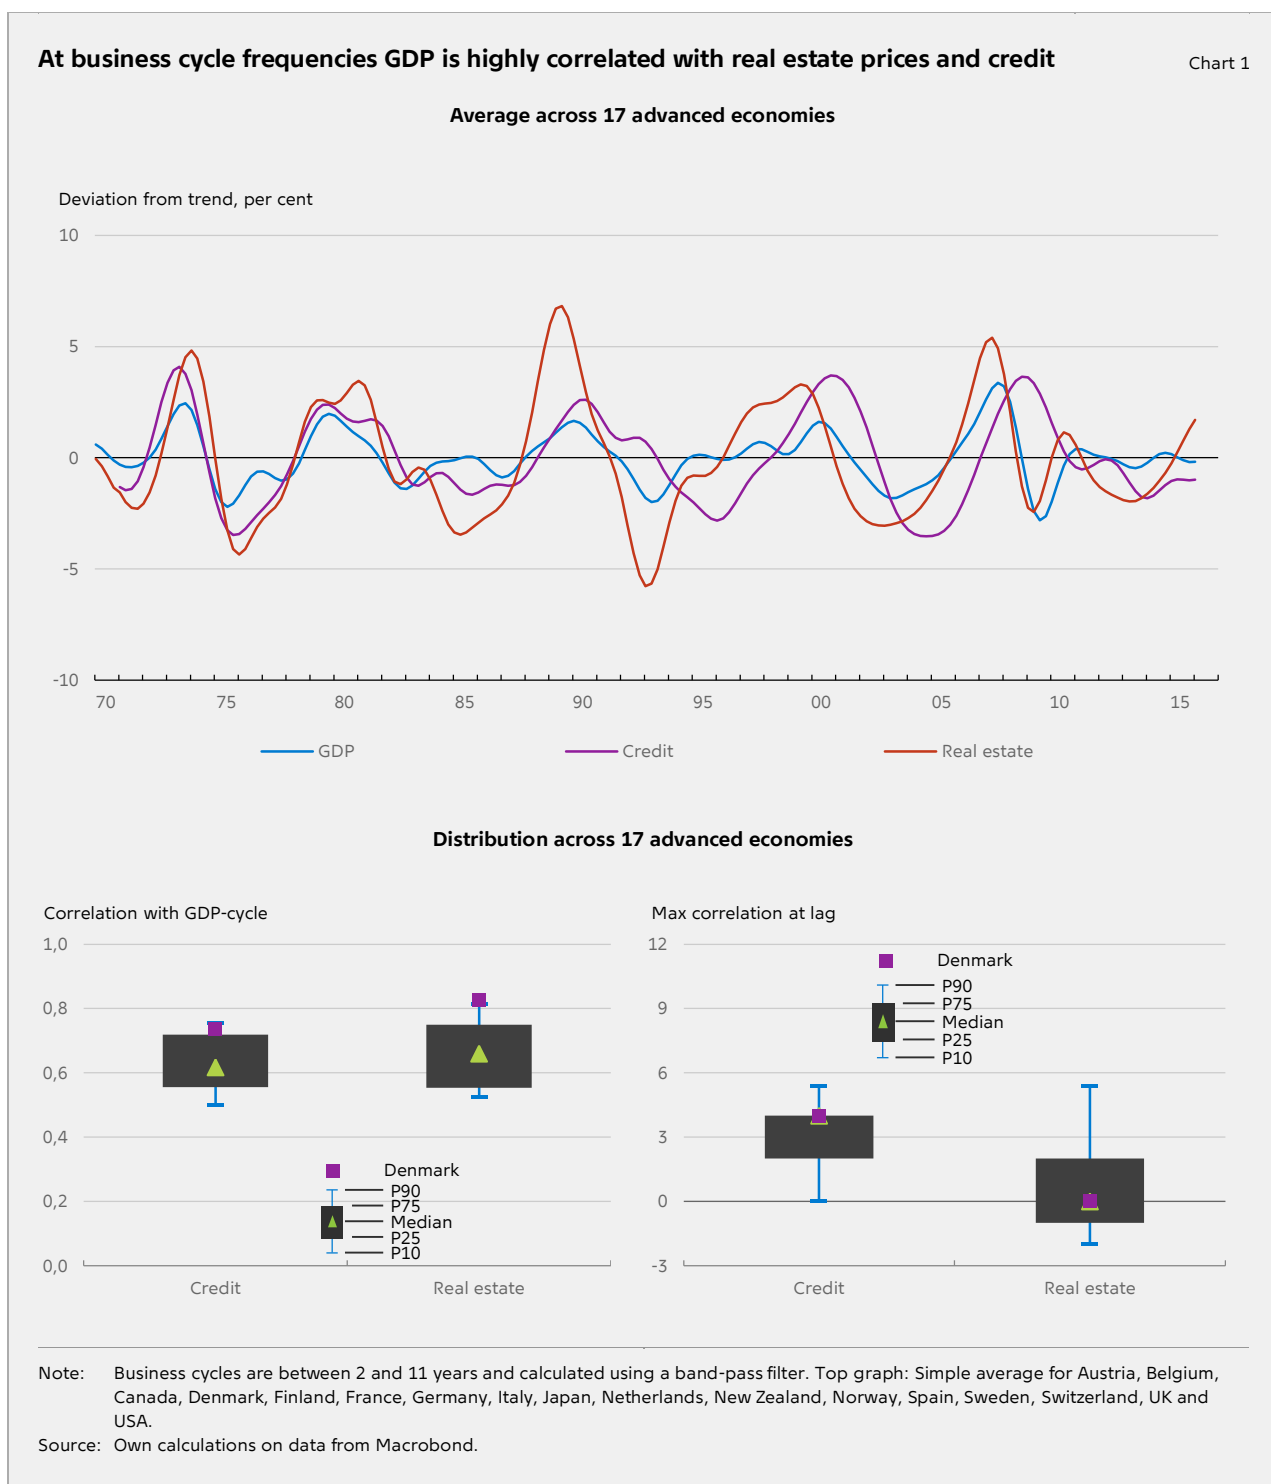 At business cycle frequencies GDP is highly correlated with real estate prices and credit
Chart 1
Average across 17 advanced economies
Deviation from trend, per cent
10
5
0
-5
-10
70 75 80 85 90 95 00 05 10 15
GDP Credit Real estate
Distribution across 17 advanced economies
Correlation with GDP-cycle
1,0
0,8
0,6
0,4
0,2
0,0
Denmark
P90
P75
Median
P25
P10
Credit Real estate
Max correlation at lag
12
9
6
3
0
-3
Denmark
P90
P75
Median
P25
P10
Credit Real estate
Note: Business cycles are between 2 and 11 years and calculated using a band-pass filter. Top graph: Simple average for Austria, Belgium,
Canada, Denmark, Finland, France, Germany, Italy, Japan, Netherlands, New Zealand, Norway, Spain, Sweden, Switzerland, UK and
USA.
Source: Own calculations on data from Macrobond.